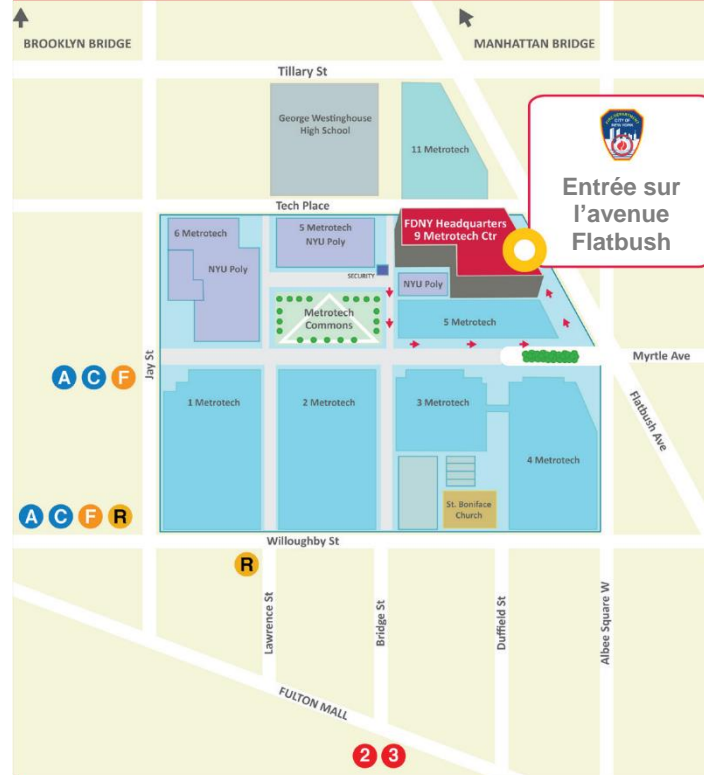 BROOKLYN BRIDGE
MANHATTAN BRIDGE
Tillary St
George Westinghouse
High School
11 Metrotech
CITY OF
Entrée sur
l’avenue
Flatbush
Tech Place
6 Metrotech
NYU Poly
5 Metrotech
NYU Poly
FDNY Headquarters
9 Metrotech Ctr
SECURITY
NYU Poly
Metrotech
Commons
5 Metrotech
Jay St
Myrtle Ave
A C F
1 Metrotech
2 Metrotech
3 Metrotech
Flatbush Ave
4 Metrotech
St. Boniface
Church
A C F R
Willoughby St
R
Lawrence St
Bridge St
Duffield St
Albee Square W
FULTON MALL
2 3